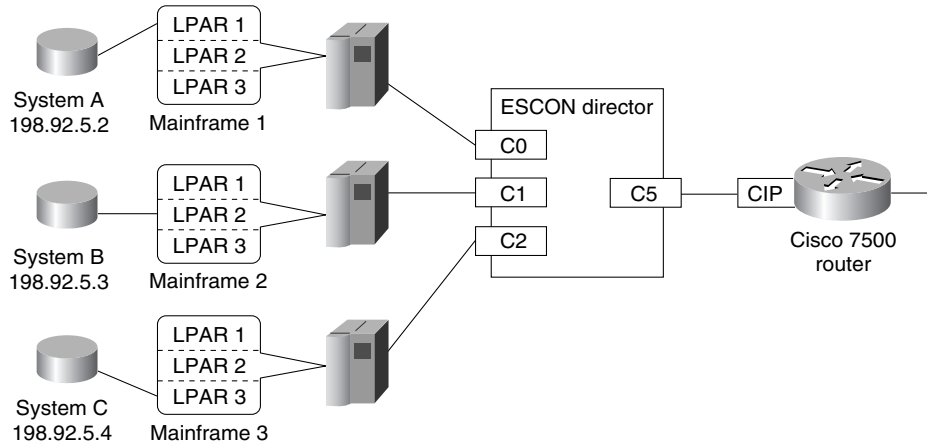 LPAR 1
LPAR 2
LPAR 3
System A
198.92.5.2
Mainframe 1
ESCON director
C0
LPAR 1
LPAR 2
LPAR 3
C1
C5
CIP
C2
System B
198.92.5.3
Mainframe 2
Cisco 7500
router
LPAR 1
LPAR 2
LPAR 3
System C
198.92.5.4
Mainframe 3